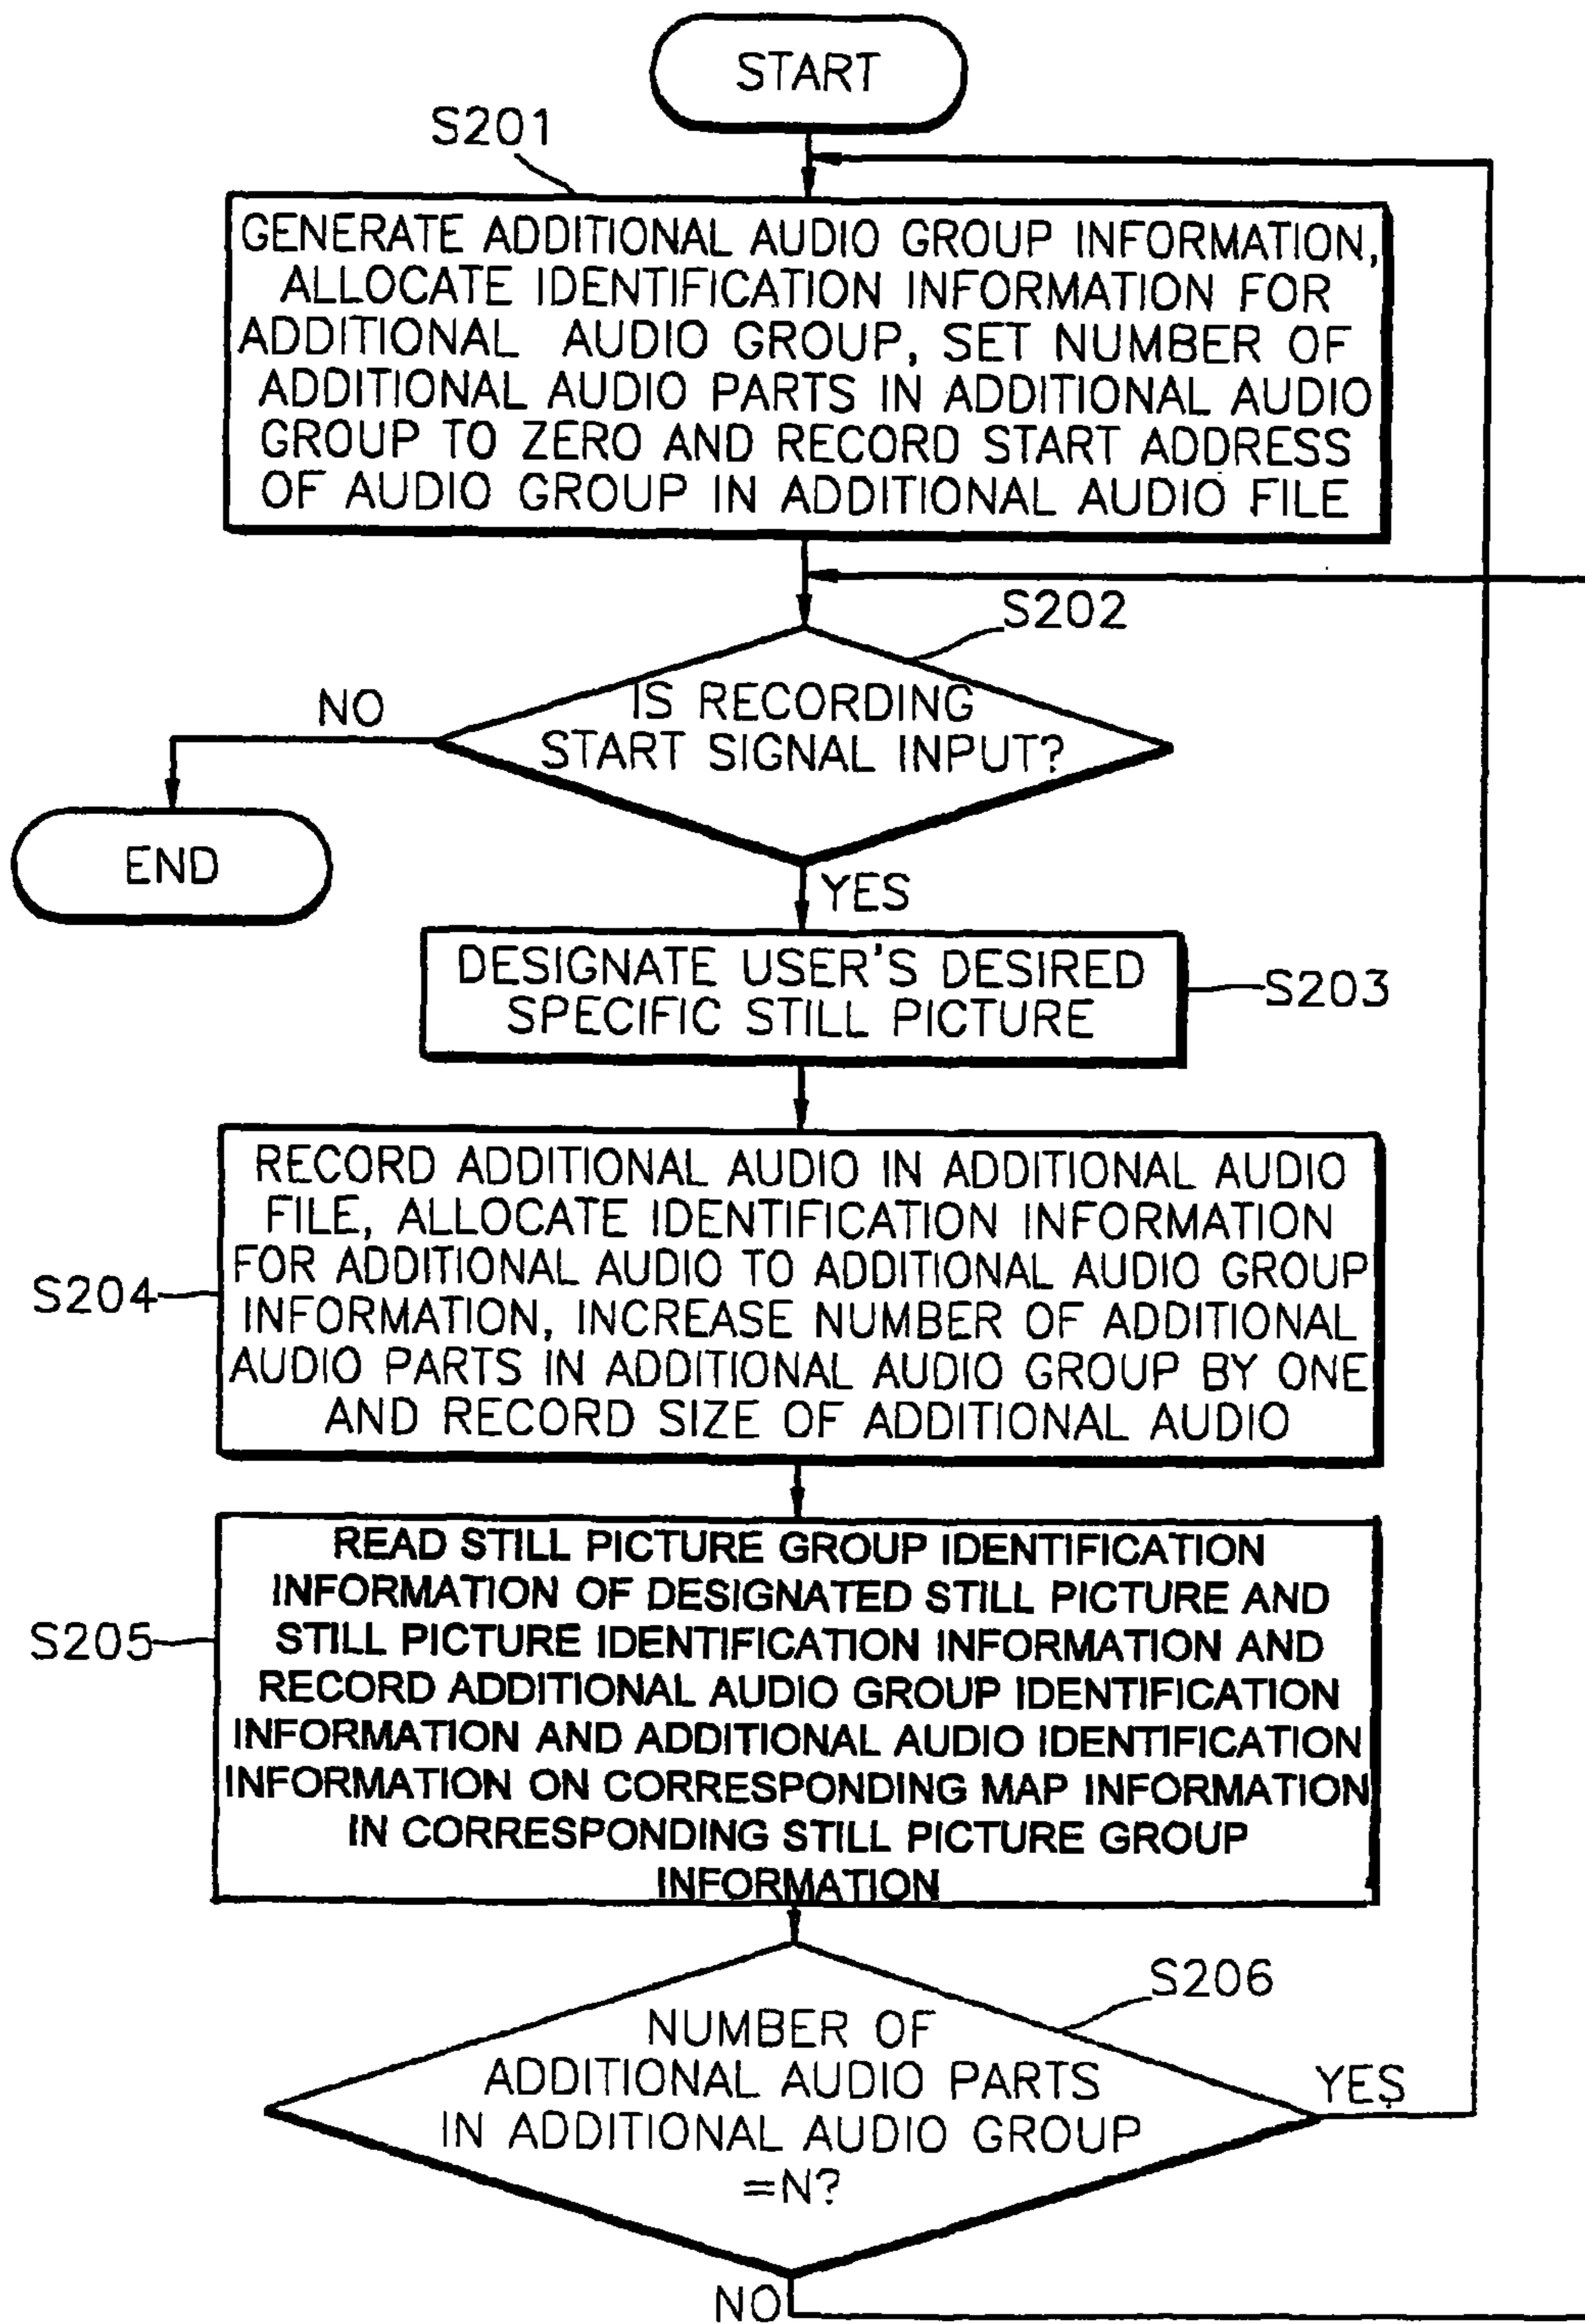 START
S201
GENERATE ADDITIONAL AUDIO GROUP INFORMATION,
ALLOCATE IDENTIFICATION INFORMATION FOR
ADDITIONAL AUDIO GROUP, SET NUMBER OF
ADDITIONAL AUDIO PARTS IN ADDITIONAL AUDIO
GROUP TO ZERO AND RECORD START ADDRESS
OF AUDIO GROUP IN ADDITIONAL AUDIO FILE
S202
NO
IS RECORDING
START SIGNAL INPUT?
END
YES
DESIGNATE USER'S DESIRED
SPECIFIC STILL PICTURE
S203
RECORD ADDITIONAL AUDIO IN ADDITIONAL AUDIO
FILE, ALLOCATE IDENTIFICATION INFORMATION
FOR ADDITIONAL AUDIO TO ADDITIONAL AUDIO GROUP
INFORMATION, INCREASE NUMBER OF ADDITIONAL
AUDIO PARTS IN ADDITIONAL AUDIO GROUP BY ONE
AND RECORD SIZE OF ADDITIONAL AUDIO
S204
READ STILL PICTURE GROUP IDENTIFICATION
INFORMATION OF DESIGNATED STILL PICTURE AND
STILL PICTURE IDENTIFICATION INFORMATION AND
RECORD ADDITIONAL AUDIO GROUP IDENTIFICATION
INFORMATION AND ADDITIONAL AUDIO IDENTIFICATION
INFORMATION ON CORRESPONDING MAP INFORMATION
IN CORRESPONDING STILL PICTURE GROUP
INFORMATION
S205
S206
NUMBER OF
ADDITIONAL AUDIO PARTS
IN ADDITIONAL AUDIO GROUP
=N?
YES
NO